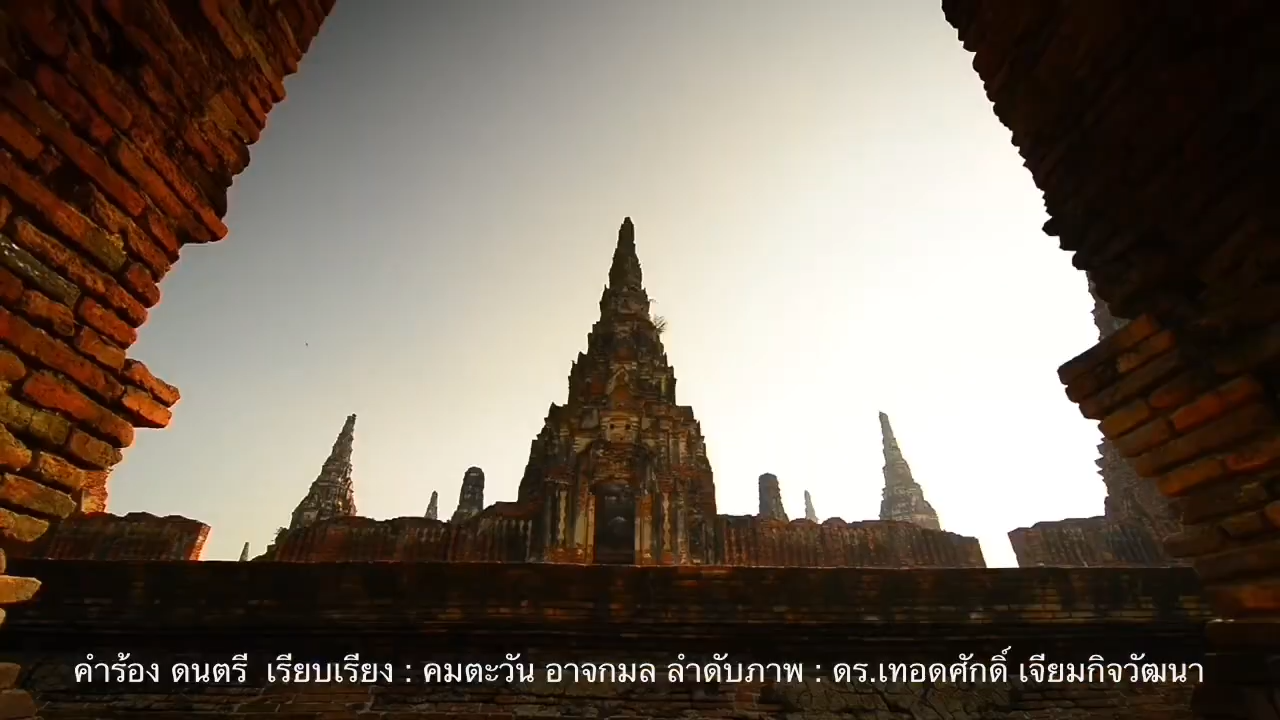 คำร้อง ดนตรี  เรียบเรียง : คมตะวัน อาจกมล ลำดับภาพ : ดร.เทอดศักดิ์ เจียมกิจวัฒนา